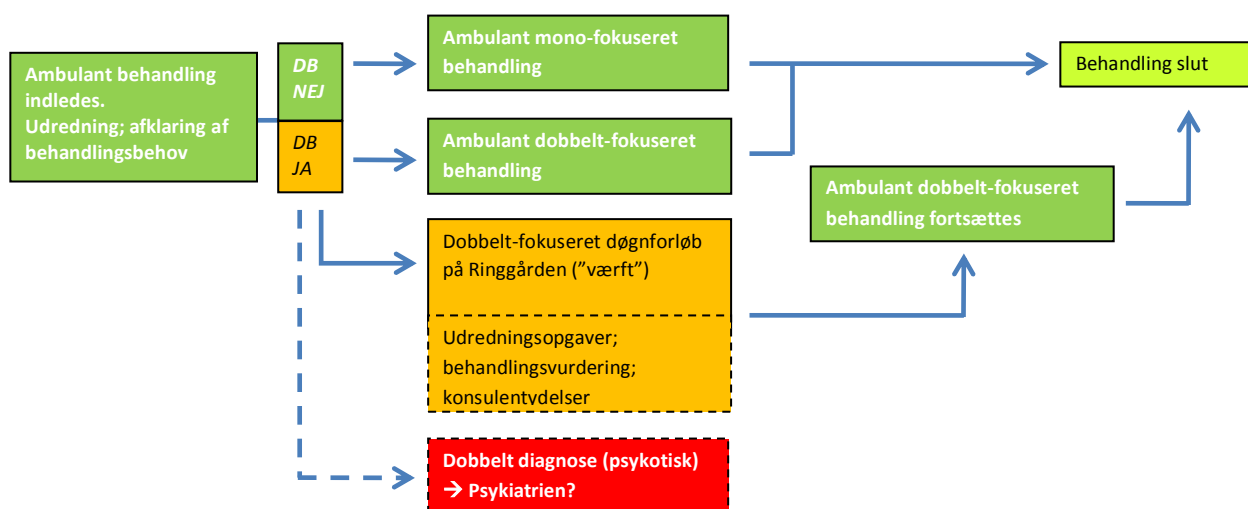 Ambulant behandling
indledes.
Udredning; afklaring af
behandlingsbehov
DB
NEJ
DB
JA
Ambulant mono-fokuseret
behandling
Ambulant dobbelt-fokuseret
behandling
Dobbelt-fokuseret døgnforløb
på Ringgården (”værft”)
Udredningsopgaver;
behandlingsvurdering;
konsulentydelser
Dobbelt diagnose (psykotisk)
→ Psykiatrien?
Ambulant dobbelt-fokuseret
behandling fortsættes
Behandling slut